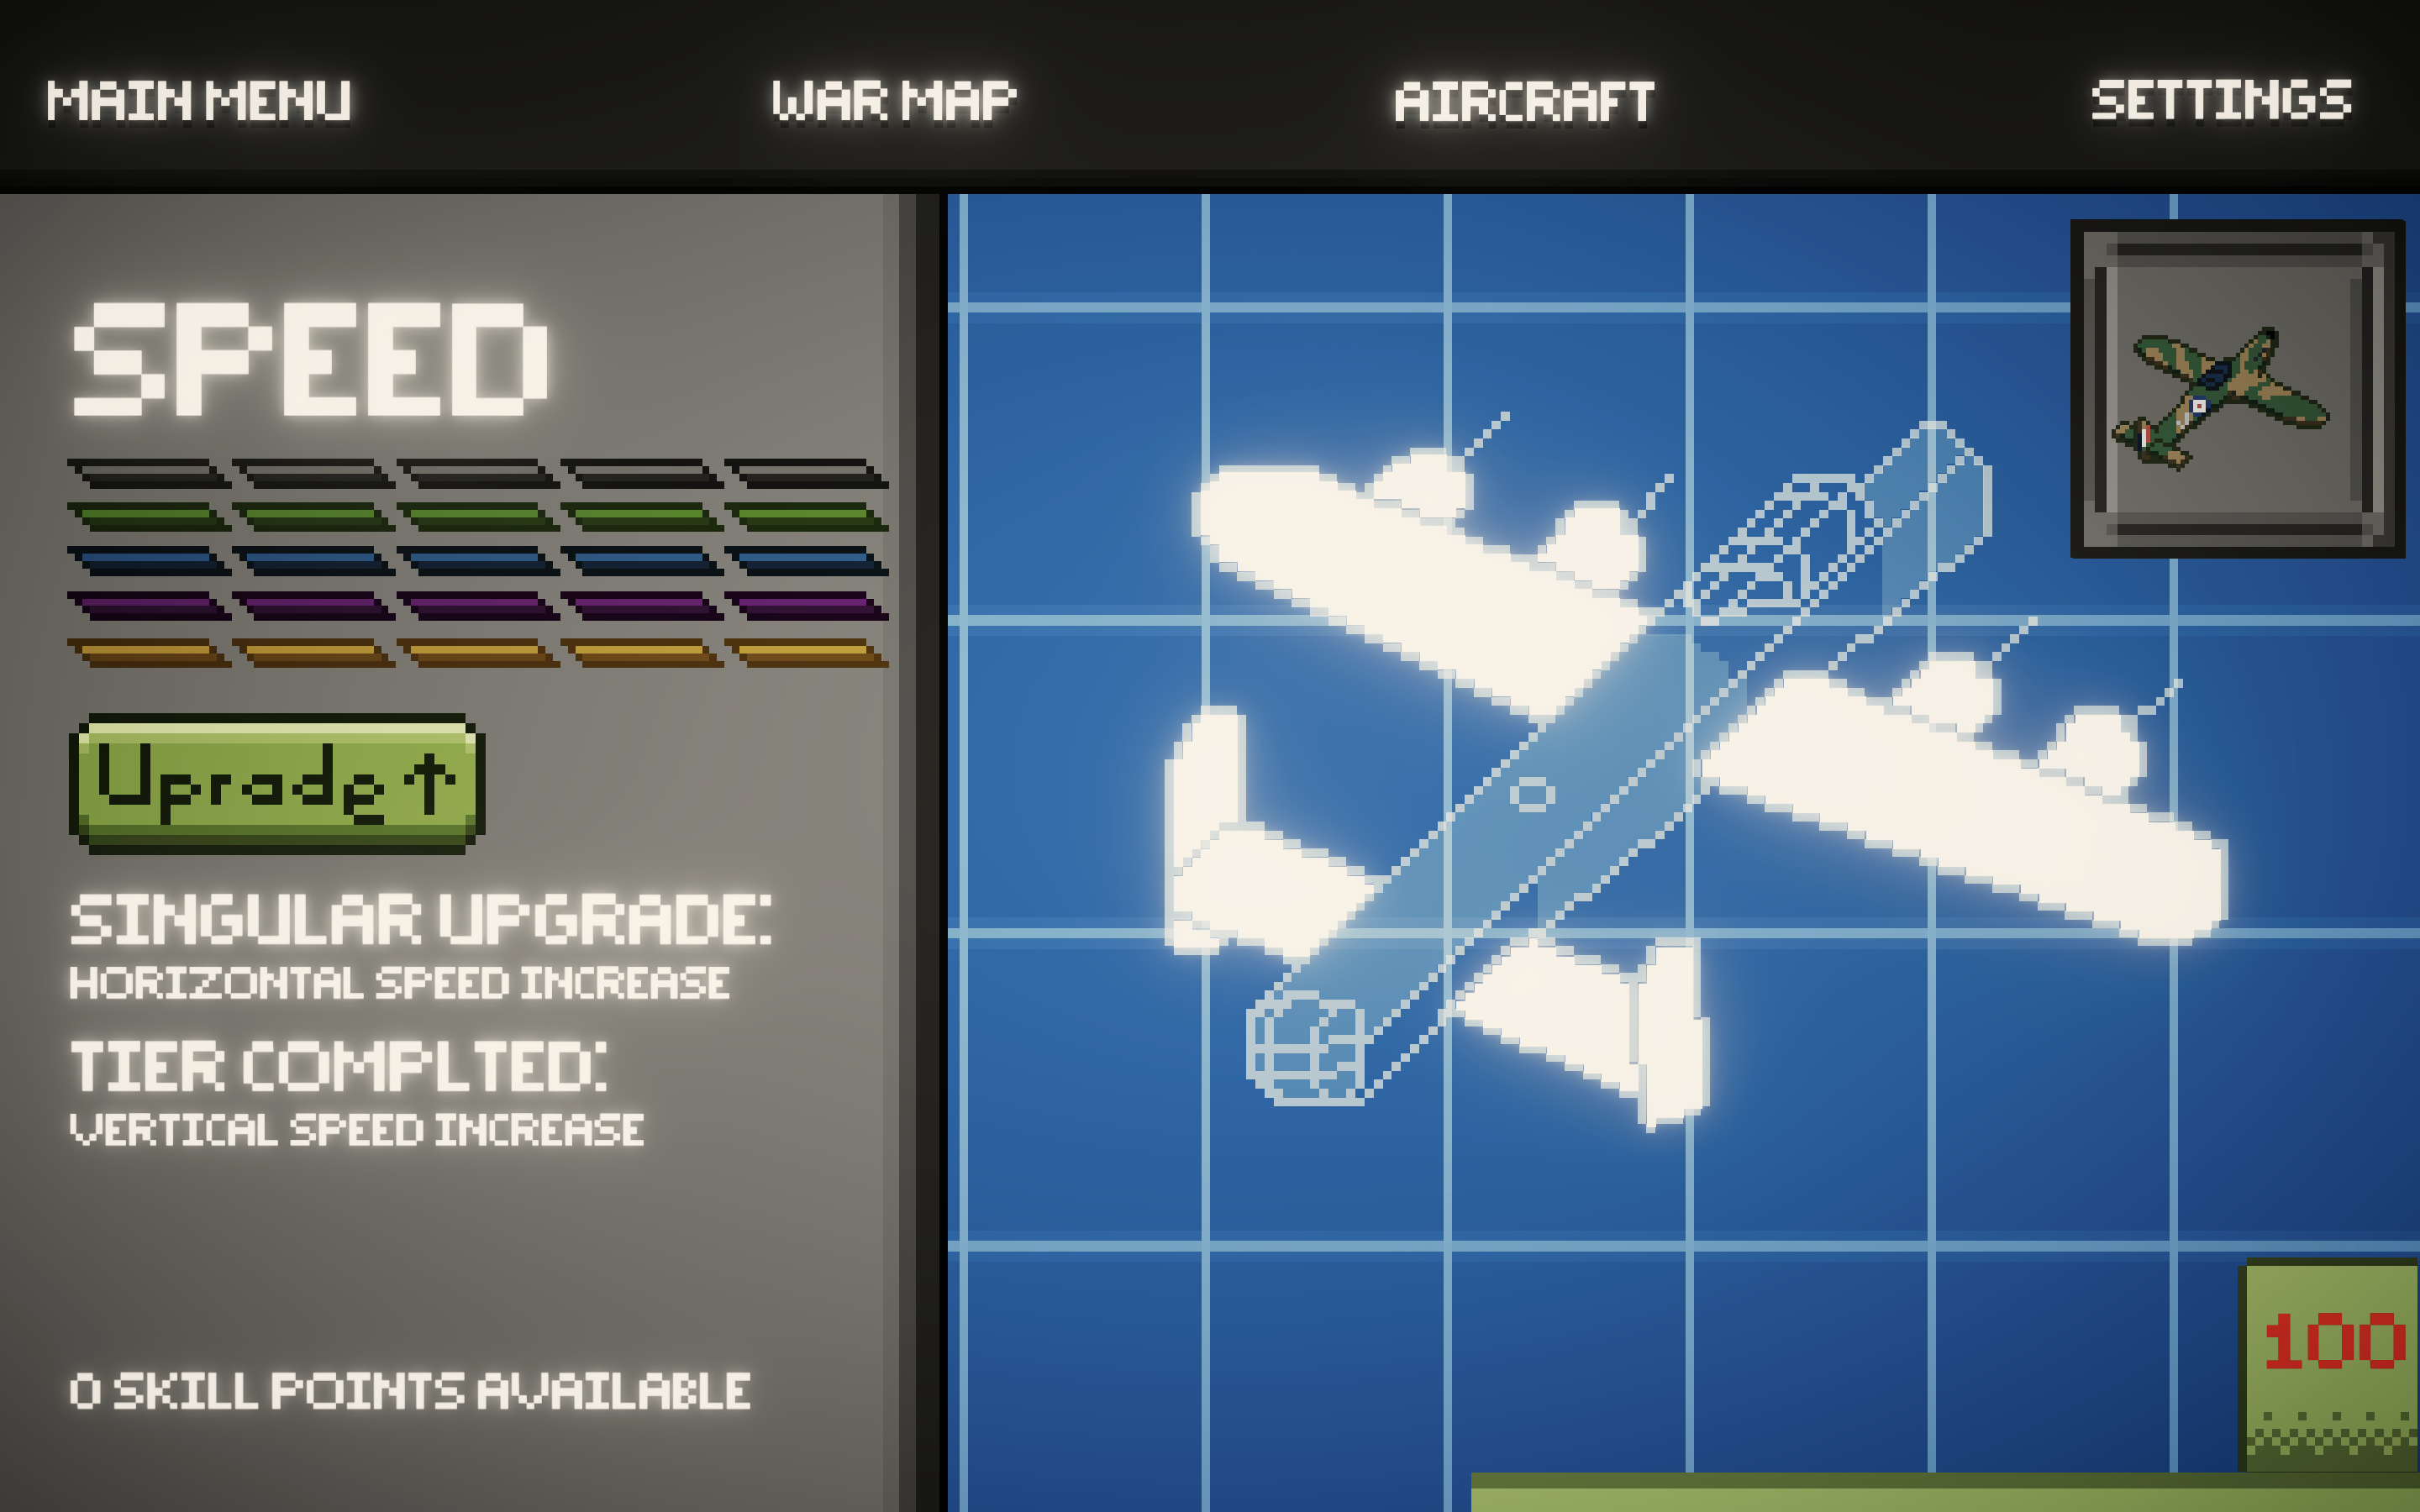 MAIN MENU
WAR MAP
AIRCRAFT
SETTINGS
SPEED
Uprade↑
SINGULAR UPGRADE:
HORIZONTAL SPEED INCREASE
TIER COMPLTED:
VERTICAL SPEED INCREASE
0 SKILL POINTS AVAILABLE
100